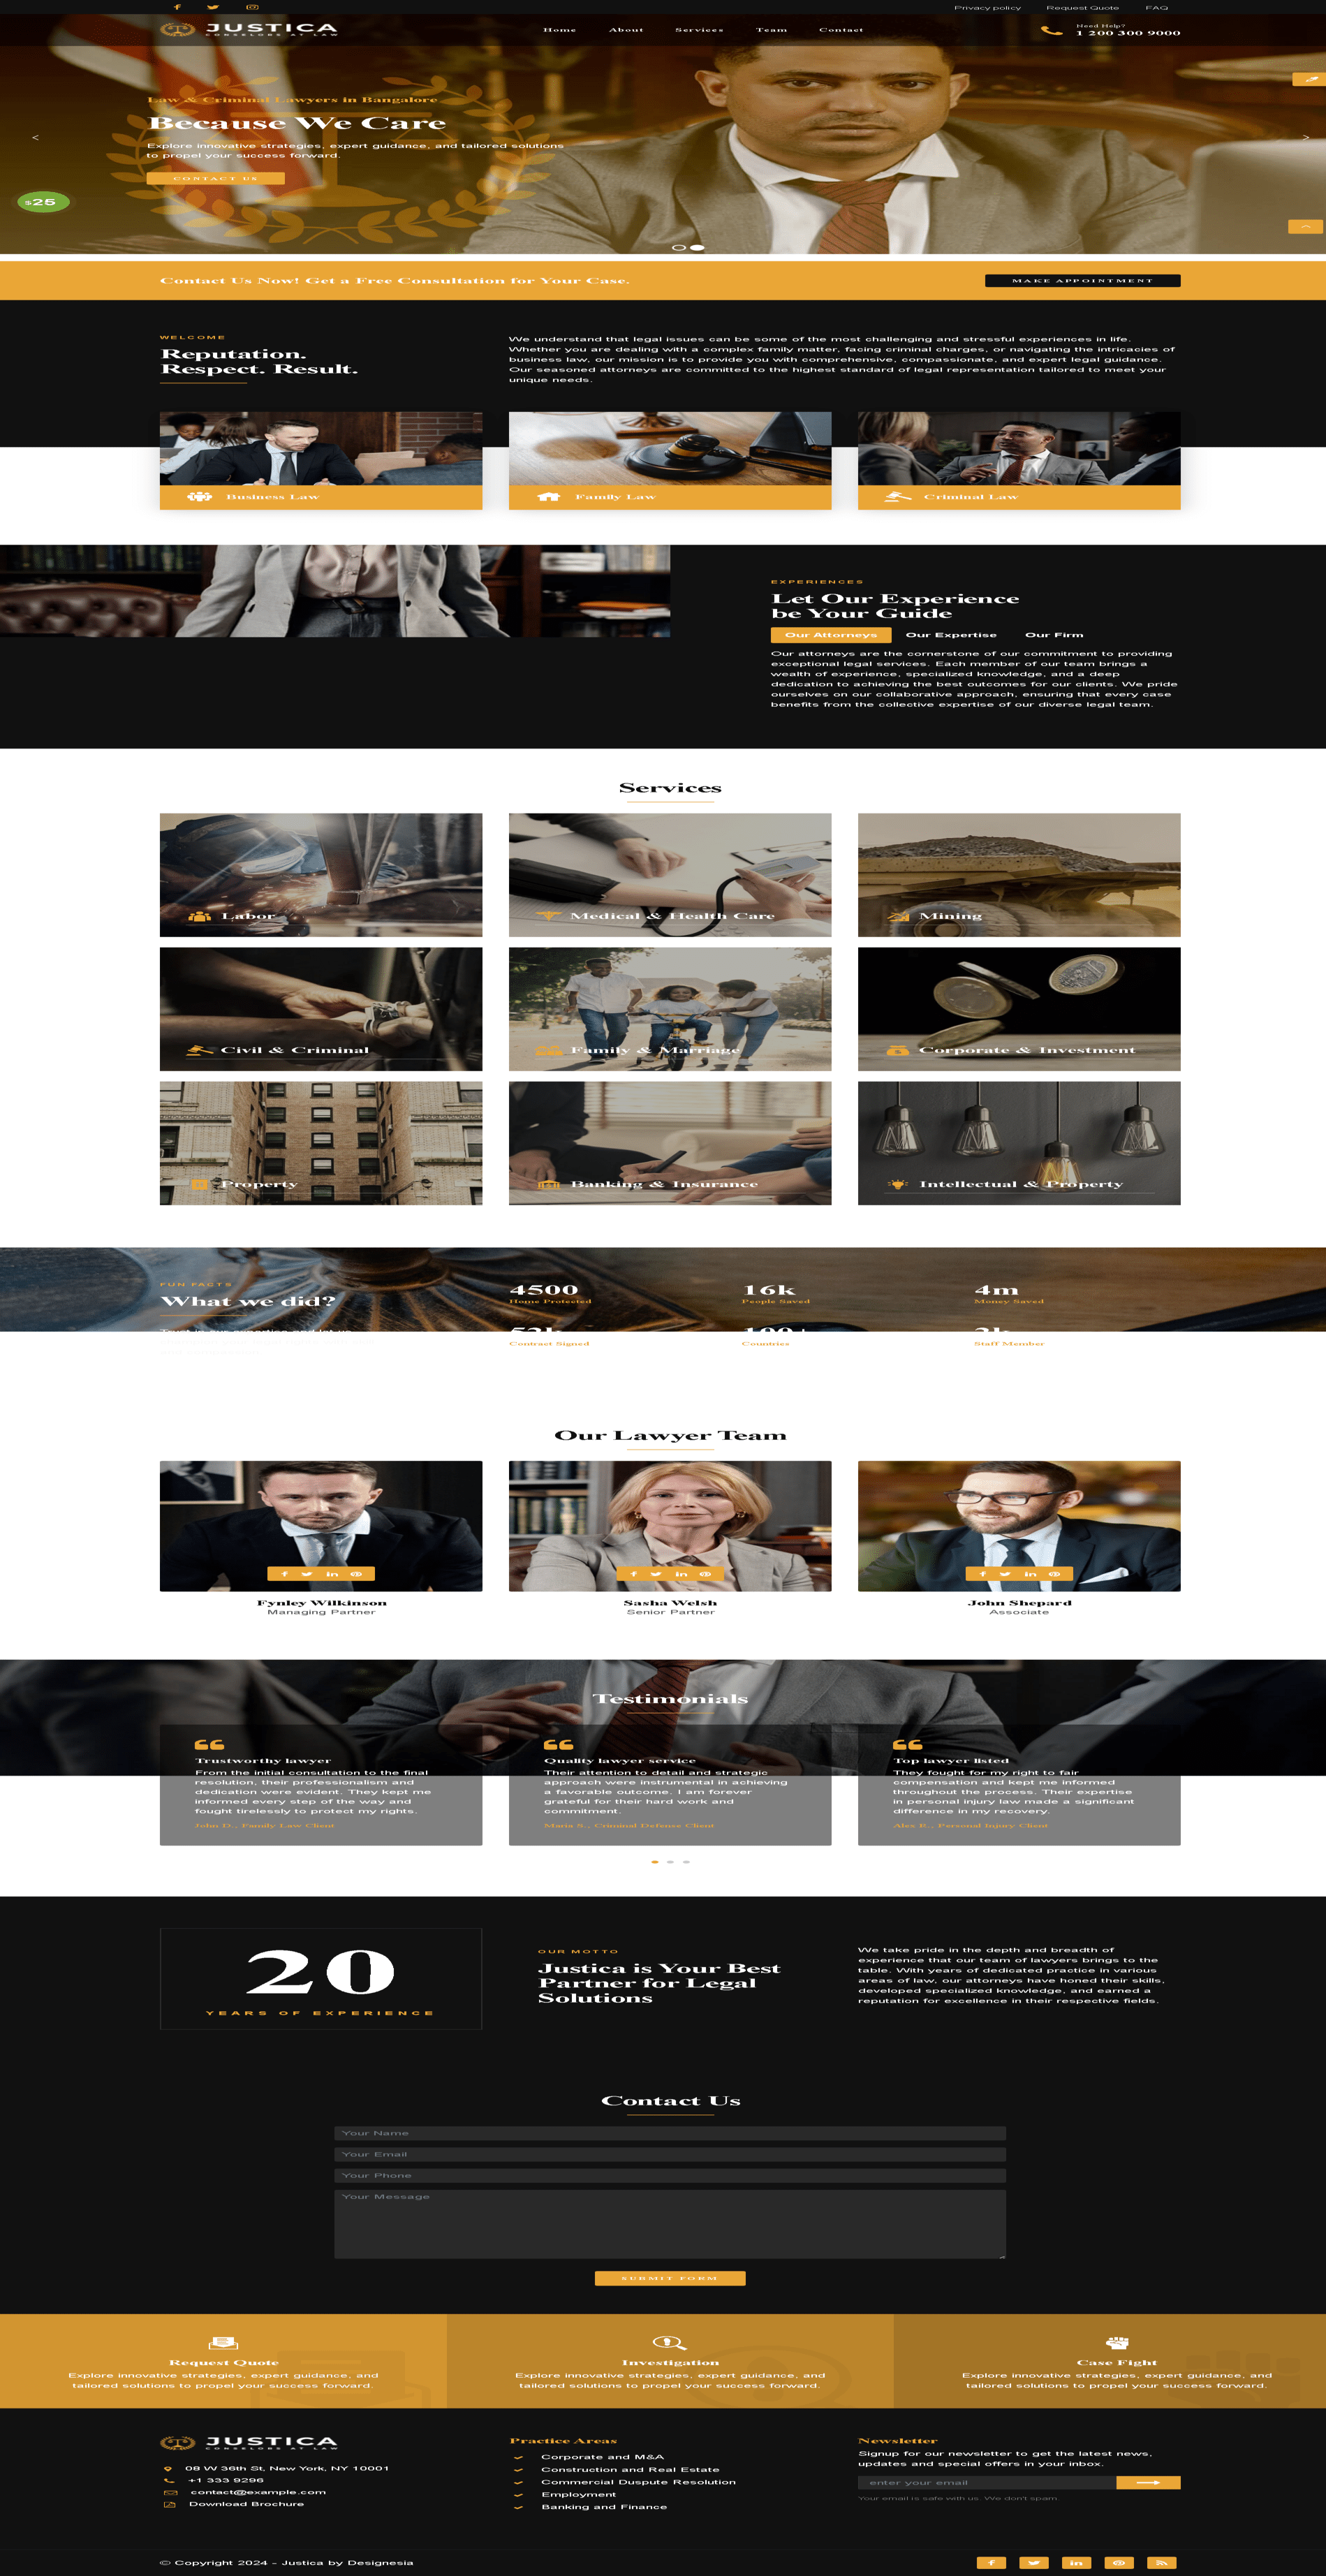 Privacy policy Request Quote FAQ
JUSTICA
CONSELORS AT LAW
Home About Services Team Contact
Need Help?
1 200 300 9000
Law & Criminal Lawyers in Bangalore
Because We Care
Explore innovative strategies, expert guidance, and tailored solutions
to propel your success forward.
CONTACT US
<
>
$25
Contact Us Now! Get a Free Consultation for Your Case.
MAKE APPOINTMENT
WELCOME
Reputation.
Respect. Result.
We understand that legal issues can be some of the most challenging and stressful experiences in life.
Whether you are dealing with a complex family matter, facing criminal charges, or navigating the intricacies of
business law, our mission is to provide you with comprehensive, compassionate, and expert legal guidance.
Our seasoned attorneys are committed to the highest standard of legal representation tailored to meet your
unique needs.
Business Law
Family Law
Criminal Law
EXPERIENCES
Let Our Experience
be Your Guide
Our Attorneys Our Expertise Our Firm
Our attorneys are the cornerstone of our commitment to providing
exceptional legal services. Each member of our team brings a
wealth of experience, specialized knowledge, and a deep
dedication to achieving the best outcomes for our clients. We pride
ourselves on our collaborative approach, ensuring that every case
benefits from the collective expertise of our diverse legal team.
Services
Labor
Medical & Health Care
Mining
Civil & Criminal
Family & Marriage
Corporate & Investment
Property
Banking & Insurance
Intellectual & Property
FUN FACTS
What we did?
Trust in our expertise and let us
4500
Home Protected
16k
People Saved
4m
Money Saved
Contract Signed
Countries
Staff Member
Our Lawyer Team
Fynley Wilkinson
Managing Partner
Sasha Welsh
Senior Partner
John Shepard
Associate
Testimonials
Trustworthy lawyer
From the initial consultation to the final
resolution, their professionalism and
dedication were evident. They kept me
informed every step of the way and
fought tirelessly to protect my rights.
John D., Family Law Client
Quality lawyer service
Their attention to detail and strategic
approach were instrumental in achieving
a favorable outcome. I am forever
grateful for their hard work and
commitment.
Maria S., Criminal Defense Client
Top lawyer listed
They fought for my right to fair
compensation and kept me informed
throughout the process. Their expertise
in personal injury law made a significant
difference in my recovery.
Alex R., Personal Injury Client
20
YEARS OF EXPERIENCE
OUR MOTTO
Justica is Your Best
Partner for Legal
Solutions
We take pride in the depth and breadth of
experience that our team of lawyers brings to the
table. With years of dedicated practice in various
areas of law, our attorneys have honed their skills,
developed specialized knowledge, and earned a
reputation for excellence in their respective fields.
Contact Us
Your Name
Your Email
Your Phone
Your Message
SUBMIT FORM
Request Quote
Explore innovative strategies, expert guidance, and
tailored solutions to propel your success forward.
Investigation
Explore innovative strategies, expert guidance, and
tailored solutions to propel your success forward.
Case Fight
Explore innovative strategies, expert guidance, and
tailored solutions to propel your success forward.
JUSTICA
CONSELORS AT LAW
08 W 36th St, New York, NY 10001
+1 333 9296
contact@example.com
Download Brochure
Practice Areas
Corporate and M&A
Construction and Real Estate
Commercial Duspute Resolution
Employment
Banking and Finance
Newsletter
Signup for our newsletter to get the latest news,
updates and special offers in your inbox.
enter your email
Your email is safe with us. We don't spam.
© Copyright 2024 - Justica by Designesia